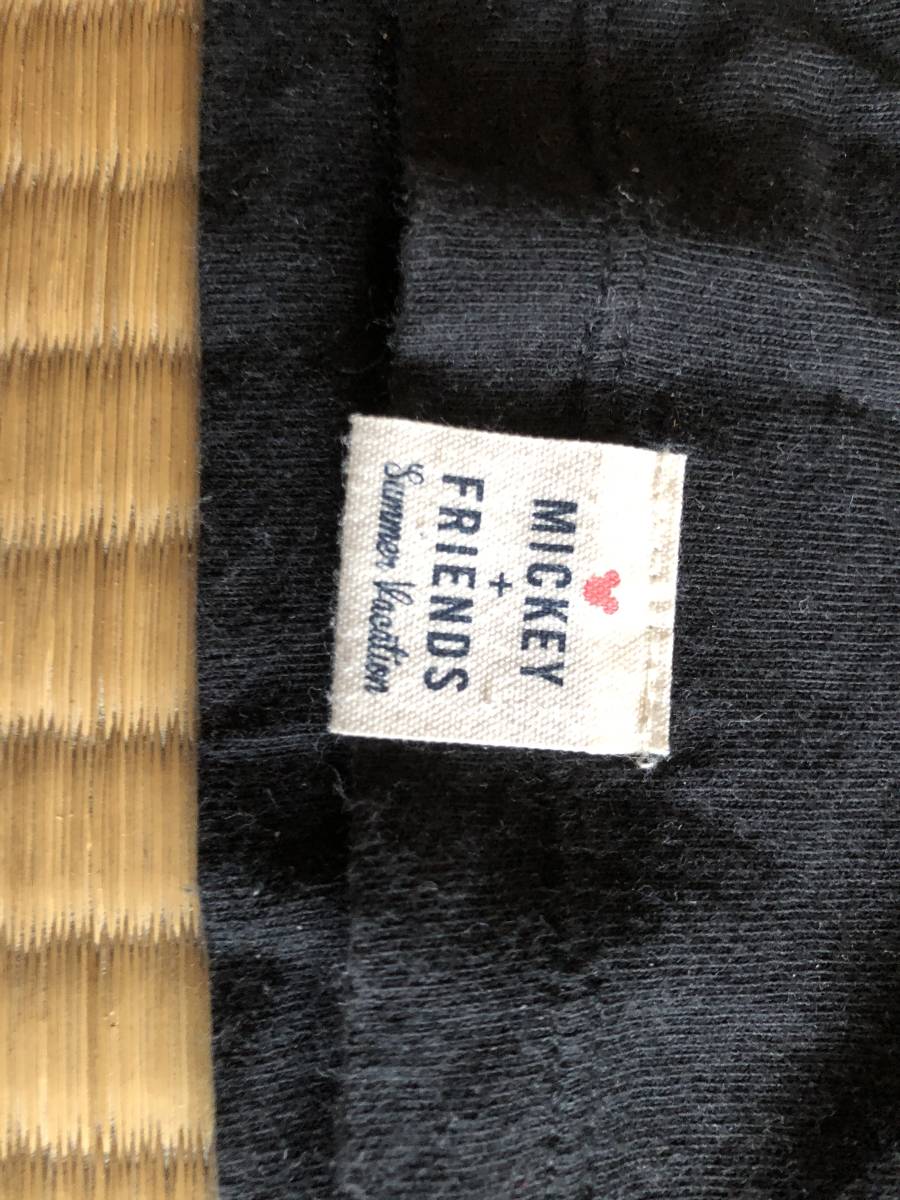 MICKEY
+
FRIENDS
Summer Vacation